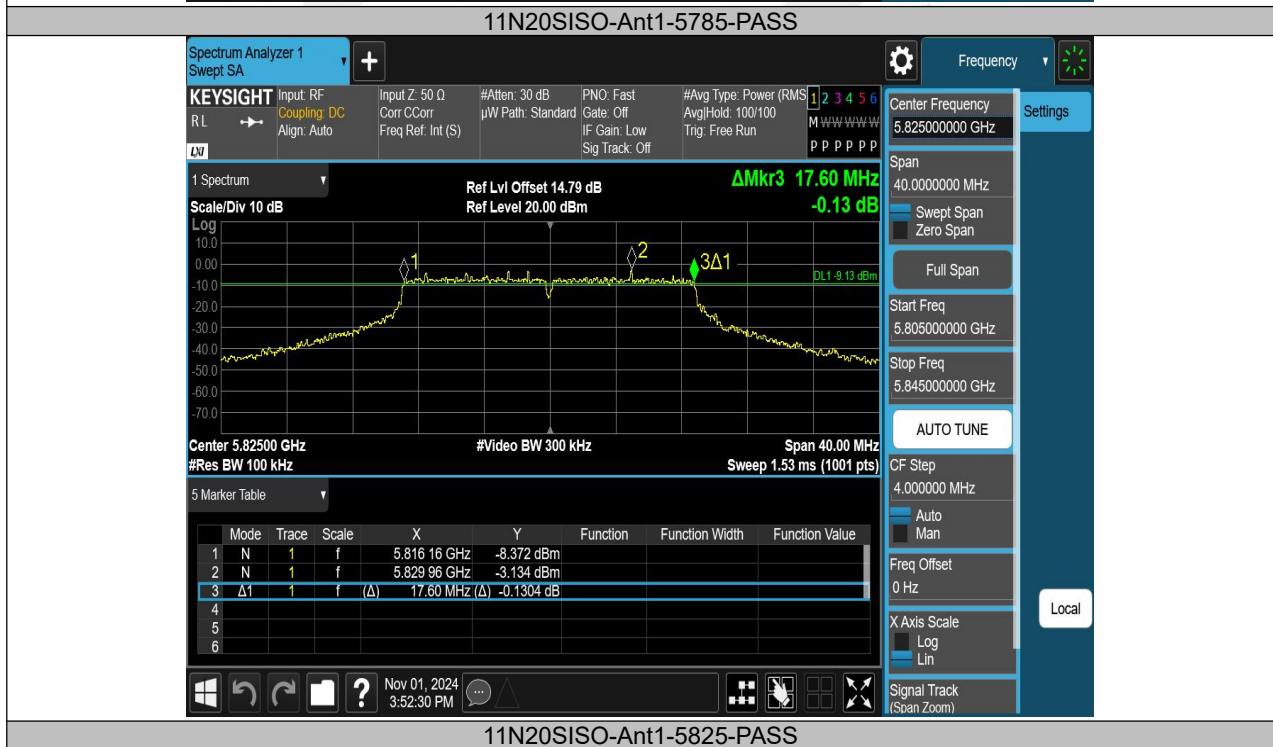 11N20SISO-Ant1-5785-PASS
Spectrum Analyzer 1
Swept SA
+
Frequency
KEYSIGHT
RL
LXI
Input: RF
Coupling: DC
Align: Auto
Input Z: 50 Ω
Corr CCorr
Freq Ref: Int (S)
#Atten: 30 dB
µW Path: Standard
PNO: Fast
Gate: Off
IF Gain: Low
Sig Track: Off
#Avg Type: Power (RMS
Avg|Hold: 100/100
Trig: Free Run
1 2 3 4 5 6
M W W W W W
P P P P P P
Center Frequency
5.825000000 GHz
Settings
Span
40.0000000 MHz
Swept Span
Zero Span
Full Span
Start Freq
5.805000000 GHz
Stop Freq
5.845000000 GHz
AUTO TUNE
CF Step
4.000000 MHz
Auto
Man
Freq Offset
0 Hz
X Axis Scale
Log
Lin
Signal Track
(Span Zoom)
Local
1 Spectrum
Ref Lvl Offset 14.79 dB
ΔMkr3 17.60 MHz
Scale/Div 10 dB
Ref Level 20.00 dBm
-0.13 dB
Log
10.0
0.00
-10.0
-20.0
-30.0
-40.0
-50.0
-60.0
-70.0
1
2
3Δ1
DL1 -9.13 dBm
Center 5.82500 GHz
#Video BW 300 kHz
Span 40.00 MHz
#Res BW 100 kHz
Sweep 1.53 ms (1001 pts)
5 Marker Table
Mode Trace Scale X Y Function Function Width Function Value
1 N 1 f 5.816 16 GHz -8.372 dBm
2 N 1 f 5.829 96 GHz -3.134 dBm
3 Δ1 1 f (Δ) 17.60 MHz (Δ) -0.1304 dB
4
5
6
?
Nov 01, 2024
3:52:30 PM
11N20SISO-Ant1-5825-PASS